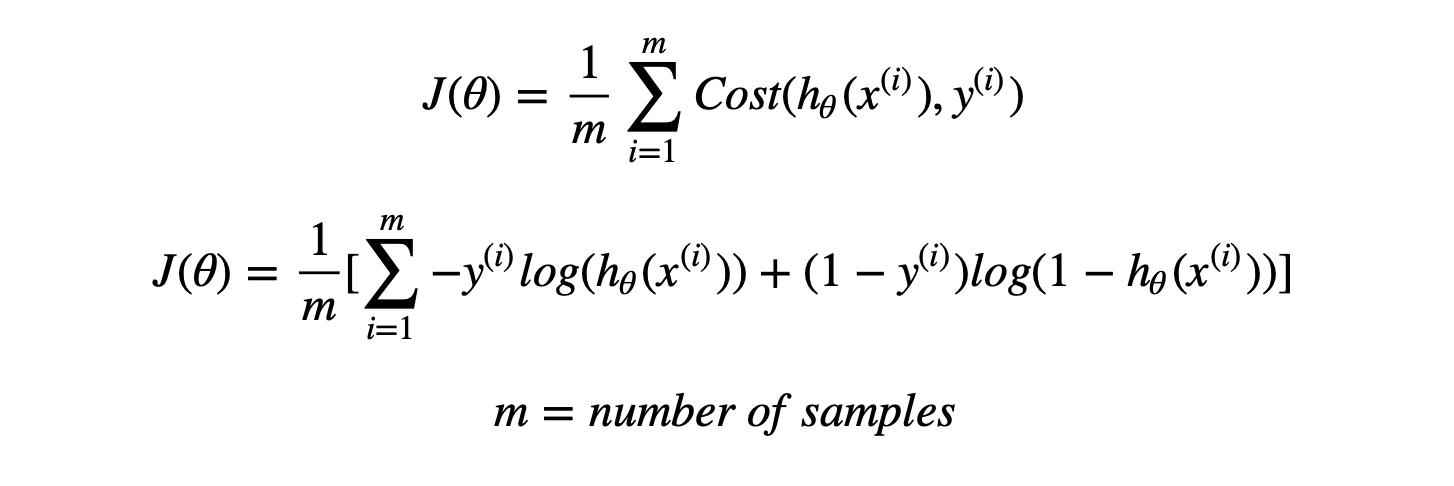 J(θ) = 1/m ∑_{i=1}^{m} Cost(h_θ(x^{(i)}), y^{(i)})
J(θ) = 1/m [∑_{i=1}^{m} −y^{(i)}log(h_θ(x^{(i)})) + (1 − y^{(i)})log(1 − h_θ(x^{(i)}))]
m = number of samples